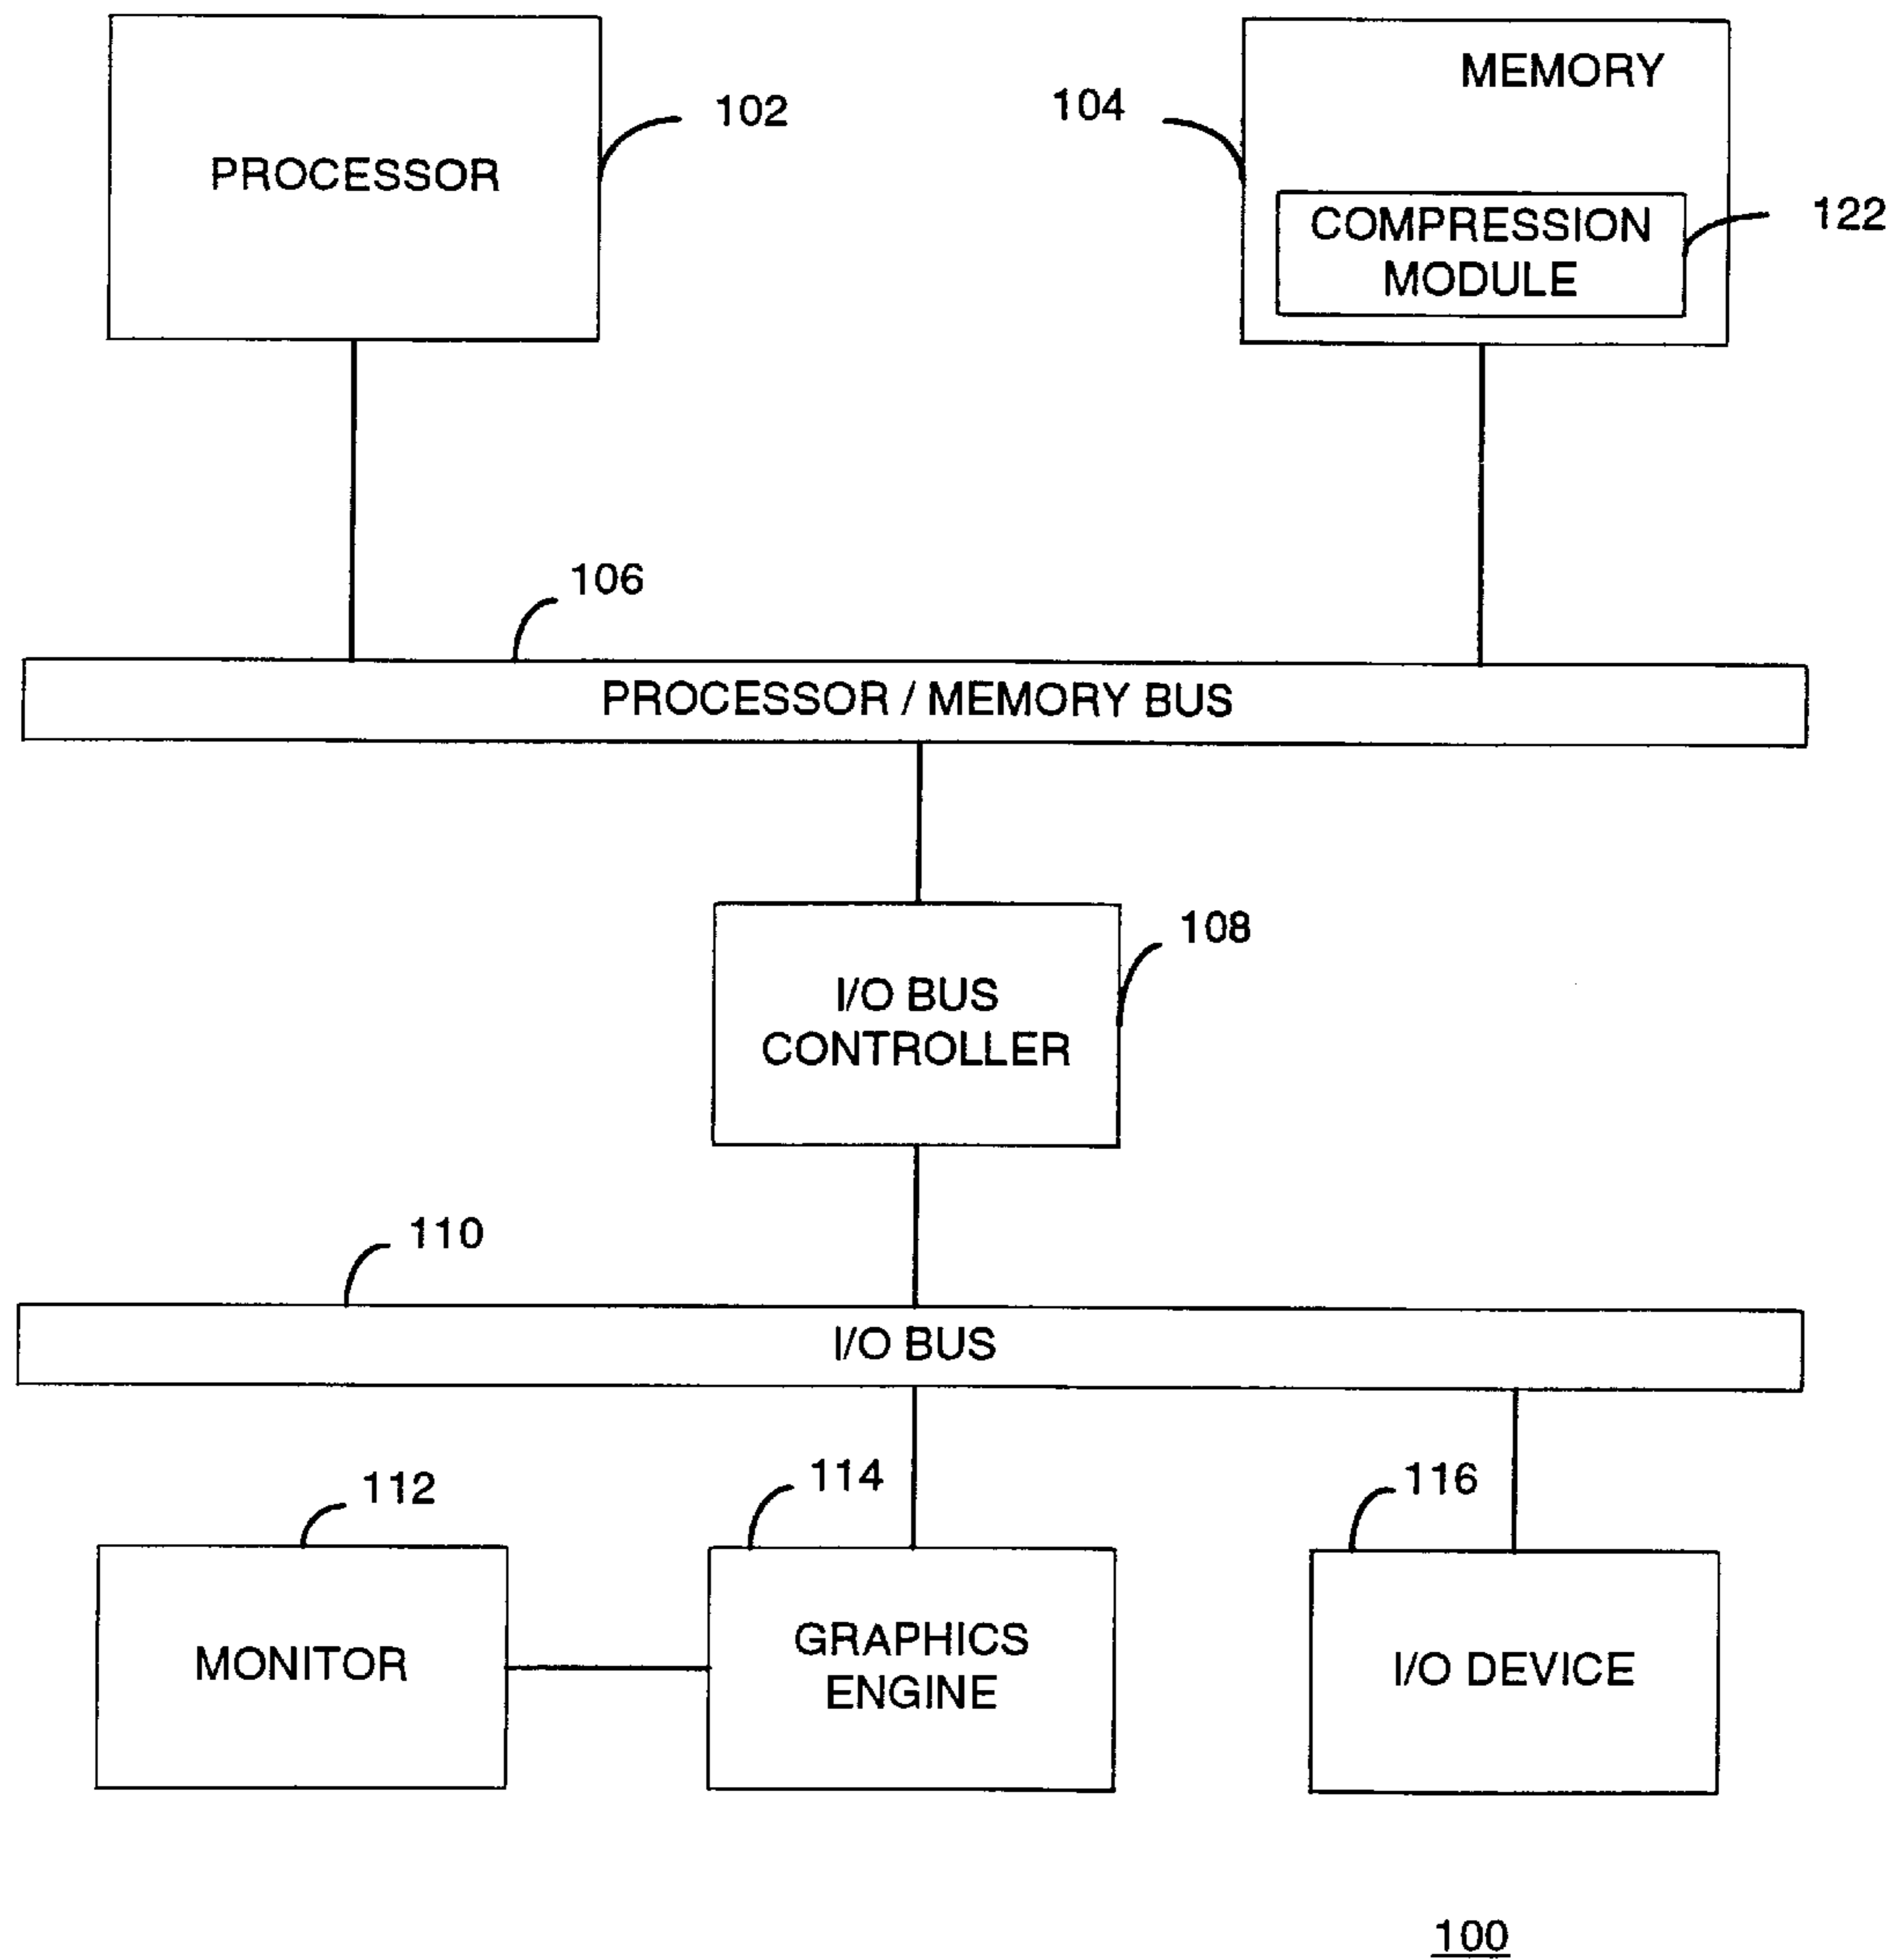 PROCESSOR
102
104
MEMORY
COMPRESSION
MODULE
122
106
PROCESSOR / MEMORY BUS
I/O BUS
CONTROLLER
108
110
I/O BUS
112
MONITOR
114
GRAPHICS
ENGINE
116
I/O DEVICE
100